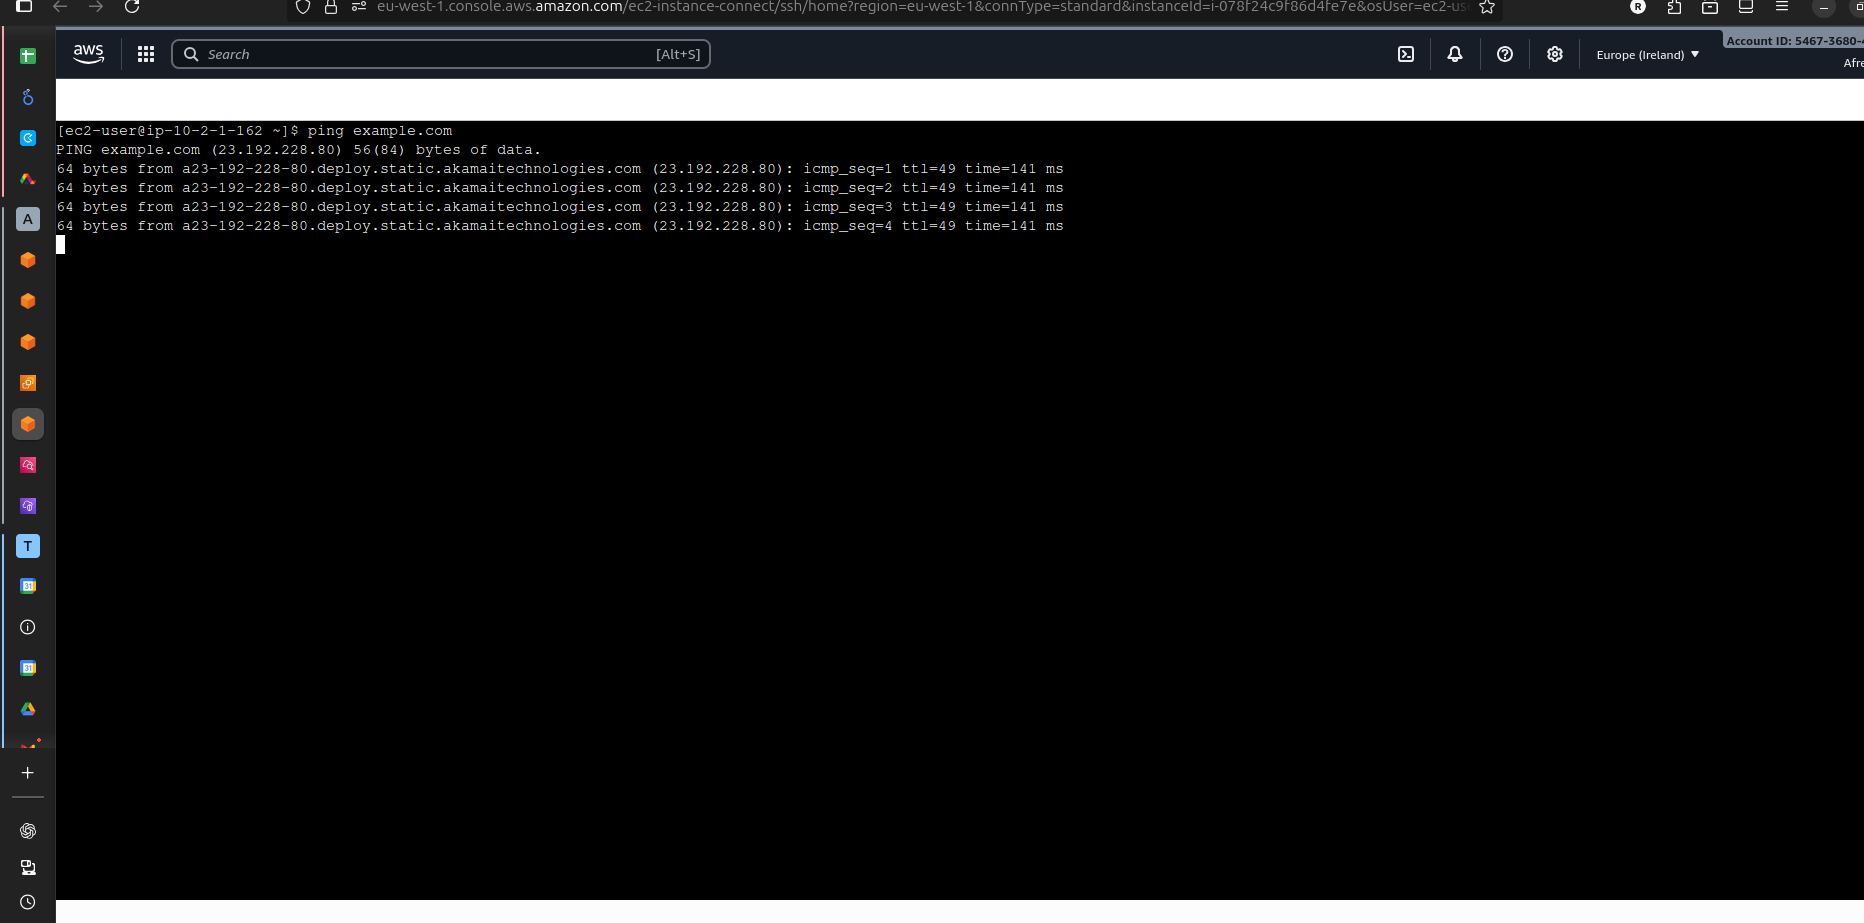 eu-west-1.console.aws.amazon.com/ec2-instance-connect/ssh/home?region=eu-west-1&connType=standard&instanceId=i-078f24c9f86d4fe7e&osUser=ec2-us
R
aws
Search
[Alt+S]
Europe (Ireland)
Account ID: 5467-3680-
Afre
[ec2-user@ip-10-2-1-162 ~]$ ping example.com
PING example.com (23.192.228.80) 56(84) bytes of data.
64 bytes from a23-192-228-80.deploy.static.akamaitechnologies.com (23.192.228.80): icmp_seq=1 ttl=49 time=141 ms
64 bytes from a23-192-228-80.deploy.static.akamaitechnologies.com (23.192.228.80): icmp_seq=2 ttl=49 time=141 ms
64 bytes from a23-192-228-80.deploy.static.akamaitechnologies.com (23.192.228.80): icmp_seq=3 ttl=49 time=141 ms
64 bytes from a23-192-228-80.deploy.static.akamaitechnologies.com (23.192.228.80): icmp_seq=4 ttl=49 time=141 ms
A
T
31
31